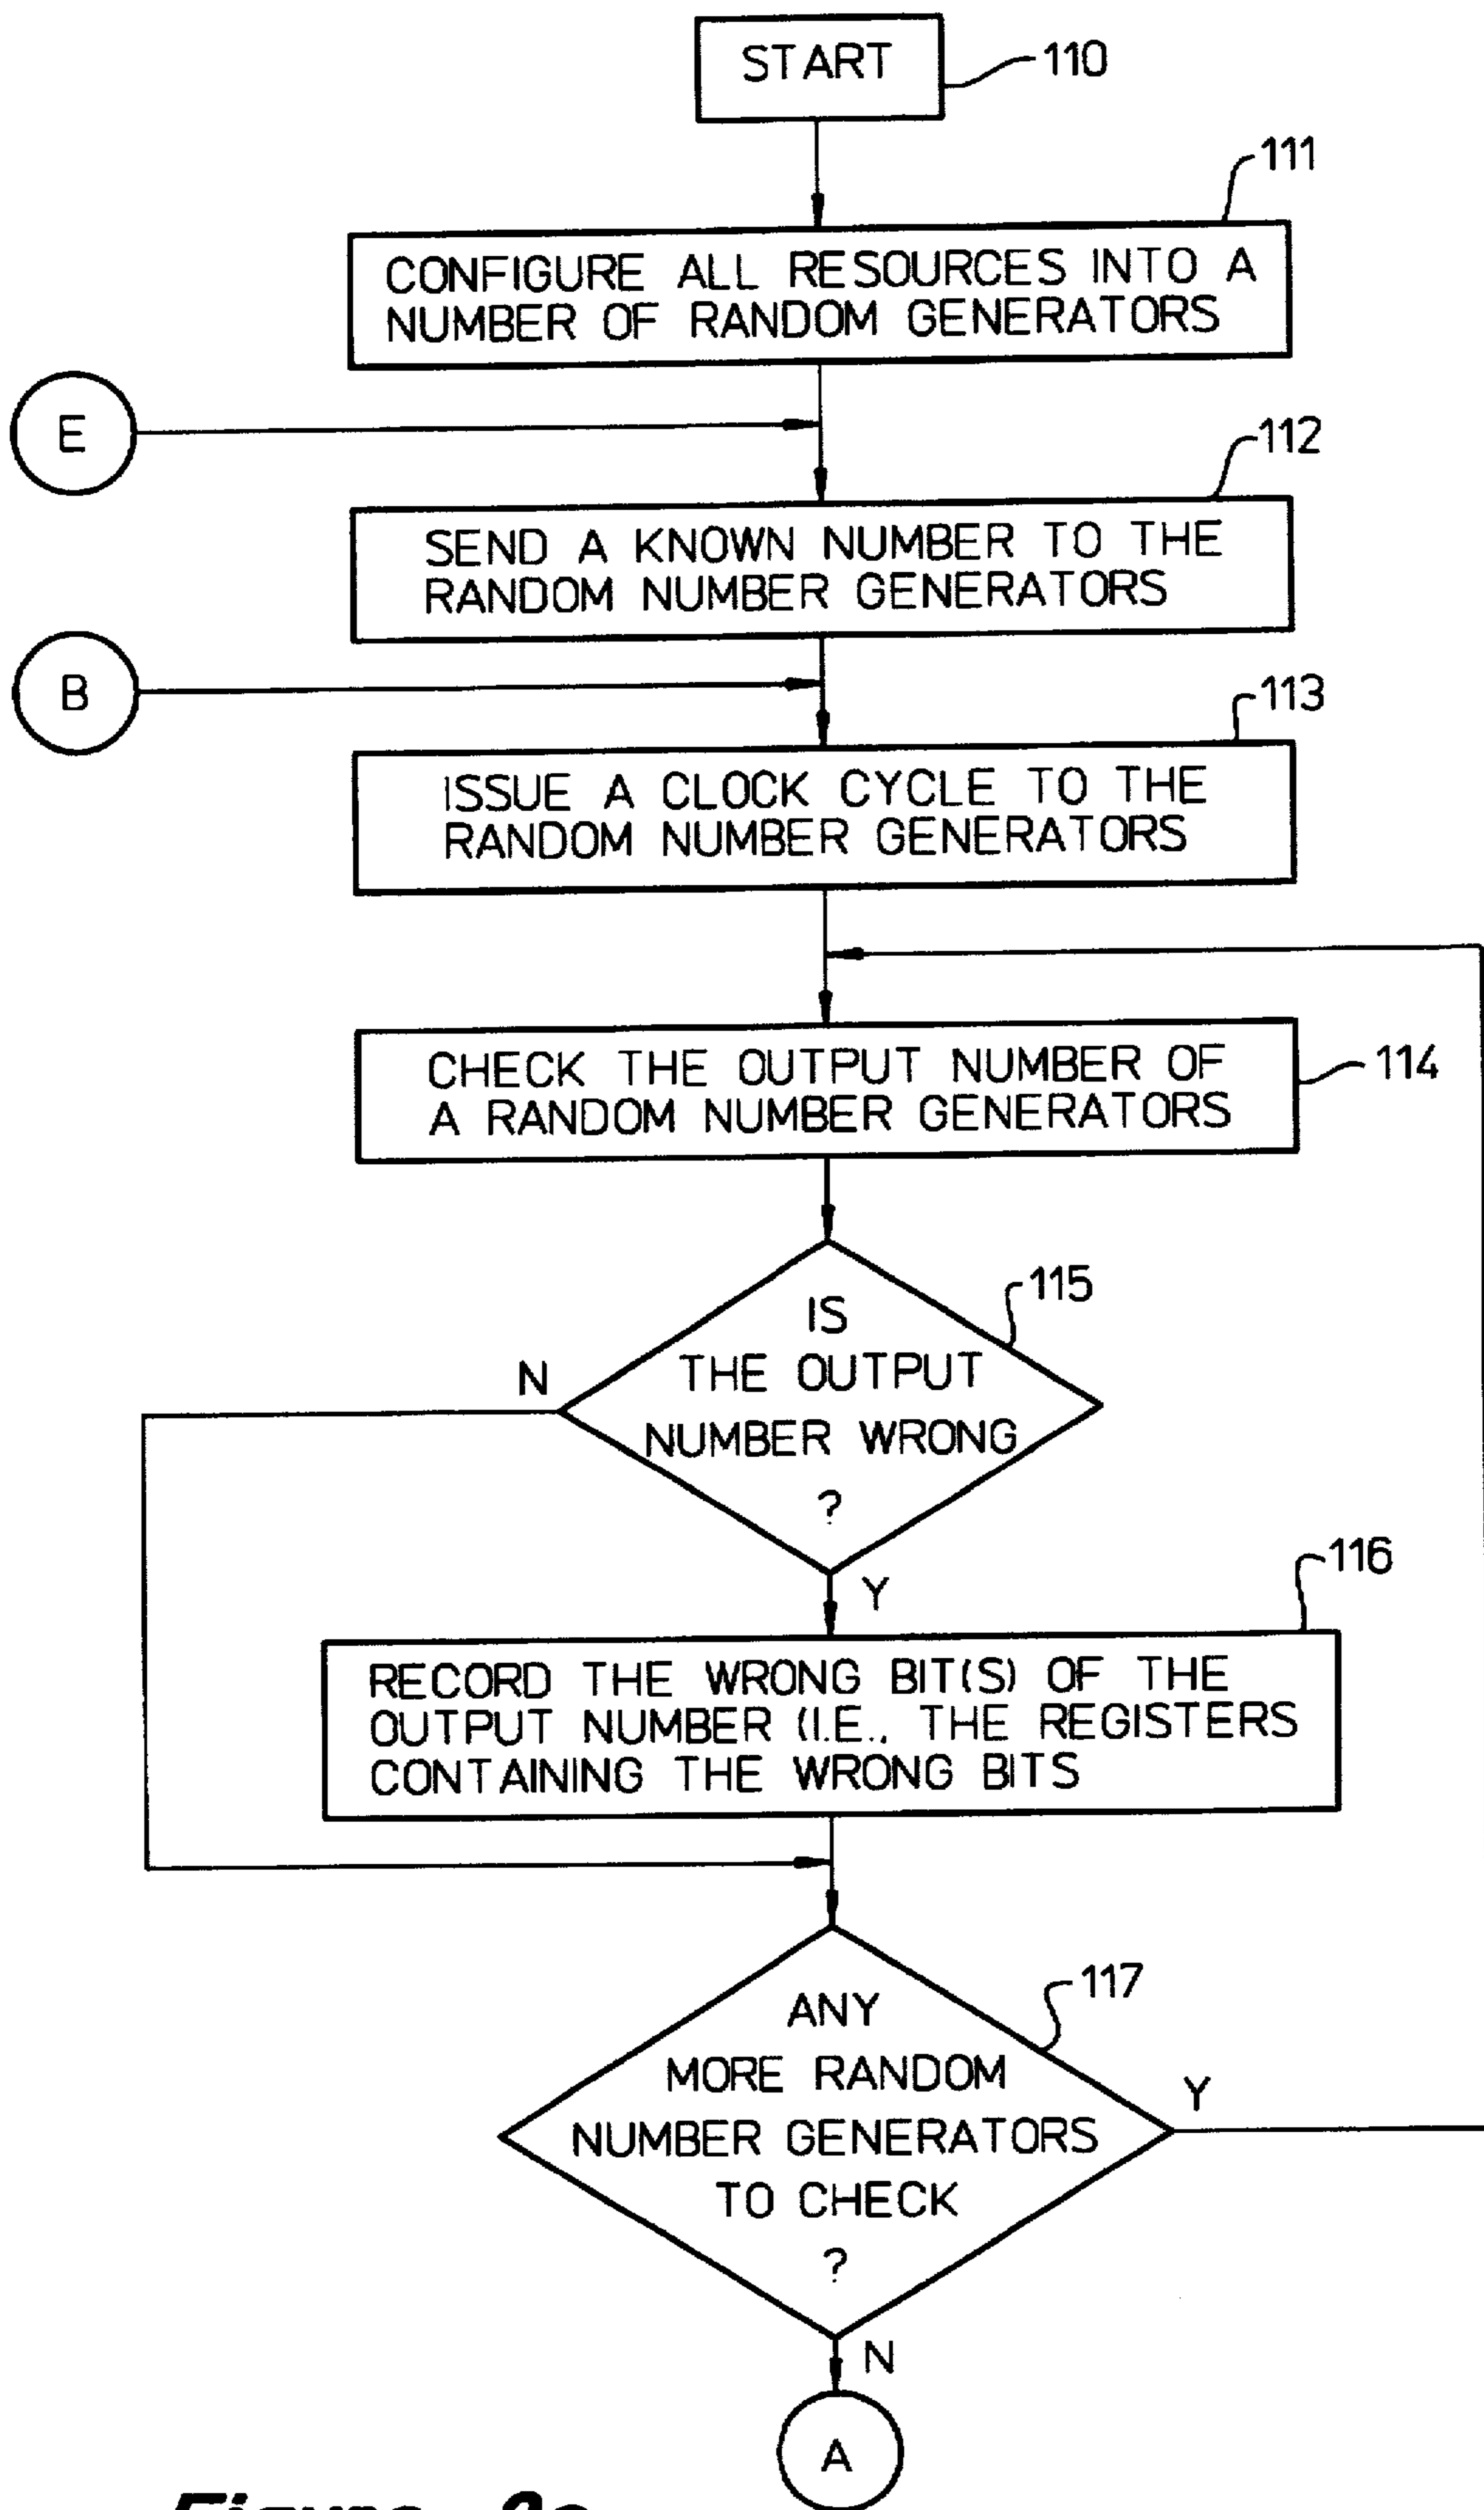 START
110
111
CONFIGURE ALL RESOURCES INTO A
NUMBER OF RANDOM GENERATORS
E
112
SEND A KNOWN NUMBER TO THE
RANDOM NUMBER GENERATORS
B
113
ISSUE A CLOCK CYCLE TO THE
RANDOM NUMBER GENERATORS
CHECK THE OUTPUT NUMBER OF
A RANDOM NUMBER GENERATORS
114
115
IS
THE OUTPUT
NUMBER WRONG
?
N
Y
116
RECORD THE WRONG BIT(S) OF THE
OUTPUT NUMBER (I.E., THE REGISTERS
CONTAINING THE WRONG BITS
117
ANY
MORE RANDOM
NUMBER GENERATORS
TO CHECK
?
Y
N
A